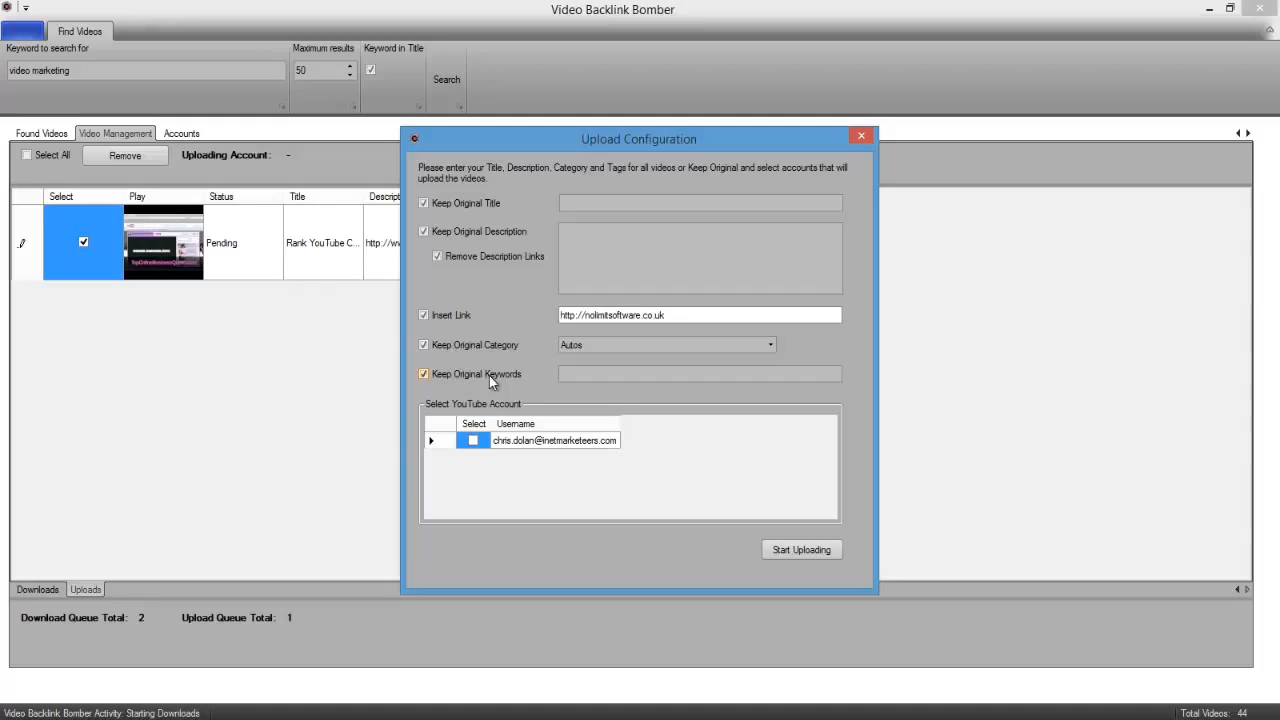 Video Backlink Bomber
Find Videos
Keyword to search for
Maximum results
Keyword in Title
video marketing
50
Search
Found Videos
Video Management
Accounts
Select All
Remove
Uploading Account: -
Select
Play
Status
Title
Descript
Pending
Rank YouTube C...
http://ww
Upload Configuration
Please enter your Title, Description, Category and Tags for all videos or Keep Original and select accounts that will
upload the videos.
Keep Original Title
Keep Original Description
Remove Description Links
Insert Link
http://nolimitsoftware.co.uk
Keep Original Category
Autos
Keep Original Keywords
Select YouTube Account
Select
Username
chris.dolan@inetmarketeers.com
Start Uploading
Downloads
Uploads
Download Queue Total: 2
Upload Queue Total: 1
Video Backlink Bomber Activity: Starting Downloads
Total Videos: 44